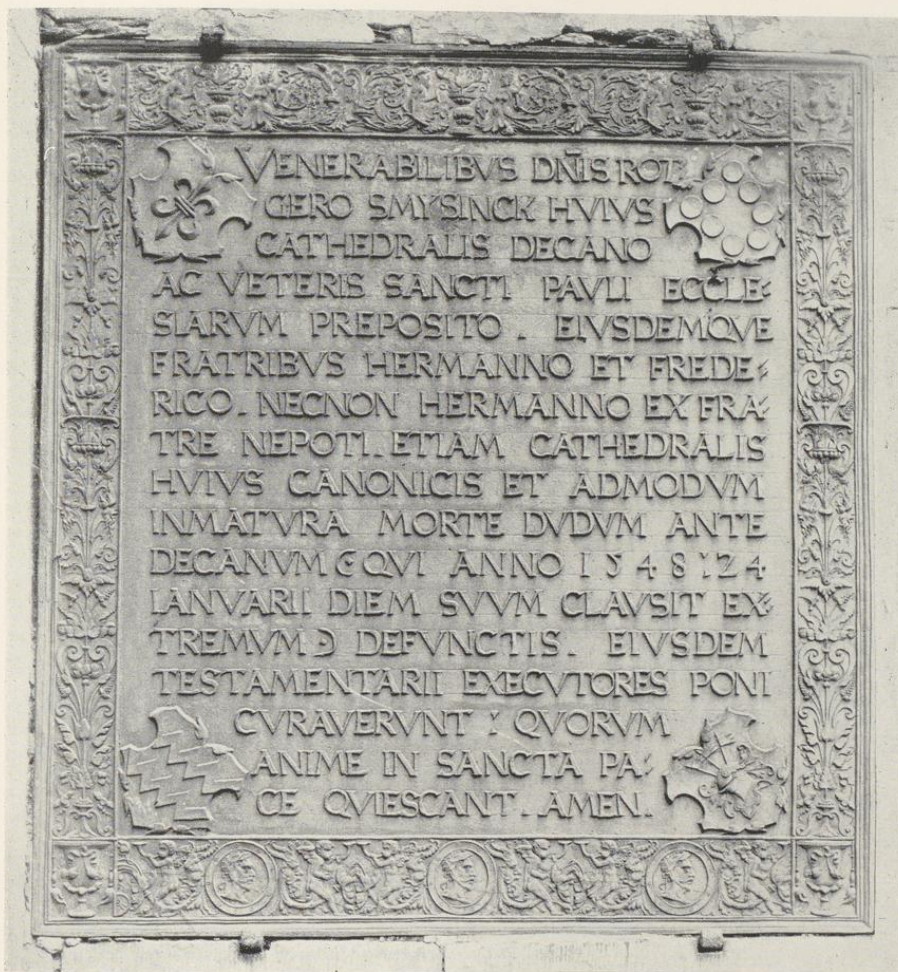 VENERABILIBVS DN̄IS ROT
GERO SMYSINCK HVIVS
CATHEDRALIS DECANO
AC VETERIS SANCTI PAVLI ECCLE:
SIARVM PREPOSITO . EIVSDEMQVE
FRATRIBVS HERMANNO ET FREDE:
RICO . NECNON HERMANNO EX FRA:
TRE NEPOTI . ETIAM CATHEDRALIS
HVIVS CANONICIS ET ADMODVM
INMATVRA MORTE DVDVM ANTE
DECANVM ( QVI ANNO 1548 : 24
IANVARII DIEM SVVM CLAVSIT EX:
TREMVM ) DEFVNCTIS . EIVSDEM
TESTAMENTARII EXECVTORES PONI
CVRAVERVNT : QVORVM
ANIME IN SANCTA PA:
CE QVIESCANT . AMEN .